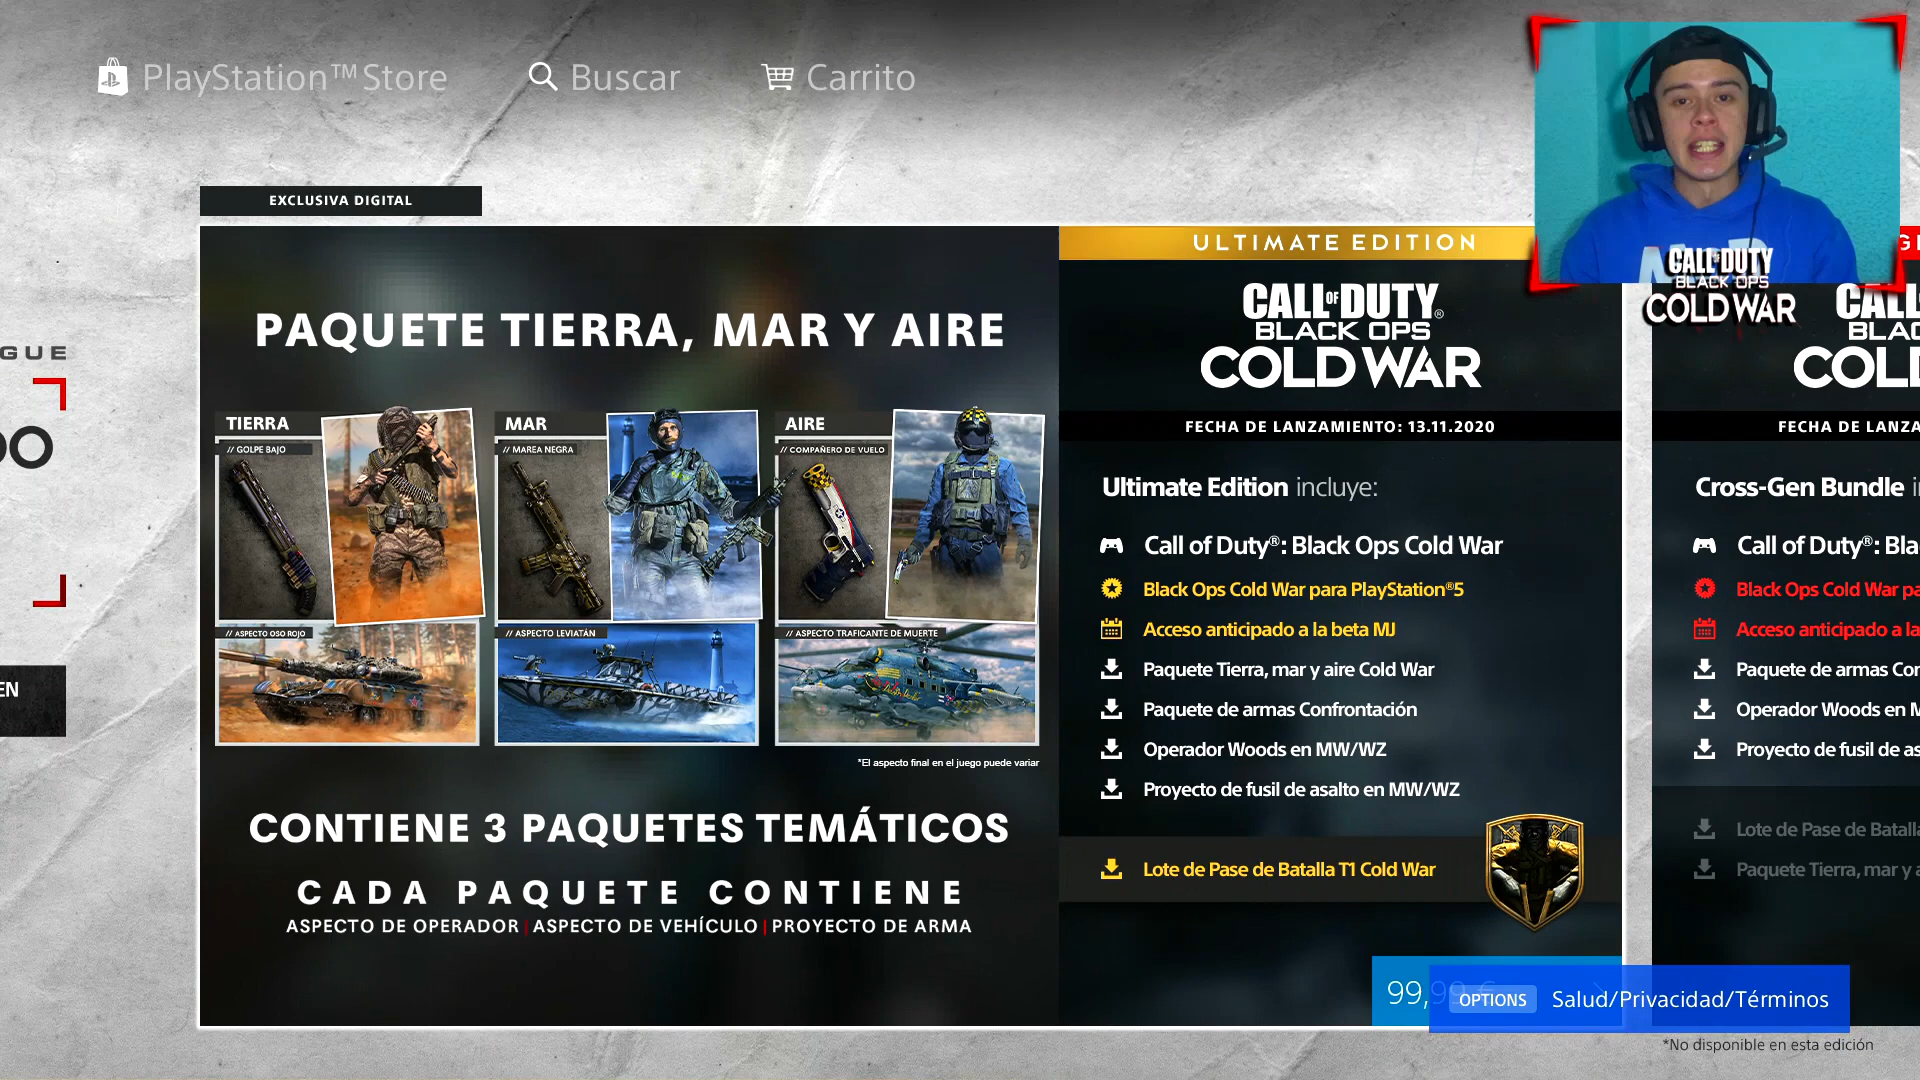 PlayStation™Store
Buscar
Carrito
EXCLUSIVA DIGITAL
PAQUETE TIERRA, MAR Y AIRE
TIERRA
// GOLPE BAJO
// ASPECTO OSO ROJO
MAR
// MAREA NEGRA
// ASPECTO LEVIATÁN
AIRE
// COMPAÑERO DE VUELO
// ASPECTO TRAFICANTE DE MUERTE
*El aspecto final en el juego puede variar
CONTIENE 3 PAQUETES TEMÁTICOS
CADA PAQUETE CONTIENE
ASPECTO DE OPERADOR | ASPECTO DE VEHÍCULO | PROYECTO DE ARMA
ULTIMATE EDITION
CALL OF DUTY®
BLACK OPS
COLD WAR
FECHA DE LANZAMIENTO: 13.11.2020
Ultimate Edition incluye:
Call of Duty®: Black Ops Cold War
Black Ops Cold War para PlayStation®5
Acceso anticipado a la beta MJ
Paquete Tierra, mar y aire Cold War
Paquete de armas Confrontación
Operador Woods en MW/WZ
Proyecto de fusil de asalto en MW/WZ
Lote de Pase de Batalla T1 Cold War
99,99 €
OPTIONS
Salud/Privacidad/Términos
CALL OF DUTY
BLACK OPS
COLD WAR
CALL
BLAC
COLD
FECHA DE LANZA
Cross-Gen Bundle
Call of Duty®: Bla
Black Ops Cold War pa
Acceso anticipado a la
Paquete de armas Con
Operador Woods en M
Proyecto de fusil de as
Lote de Pase de Batalla
Paquete Tierra, mar y a
*No disponible en esta edición
GUE
DO
EN